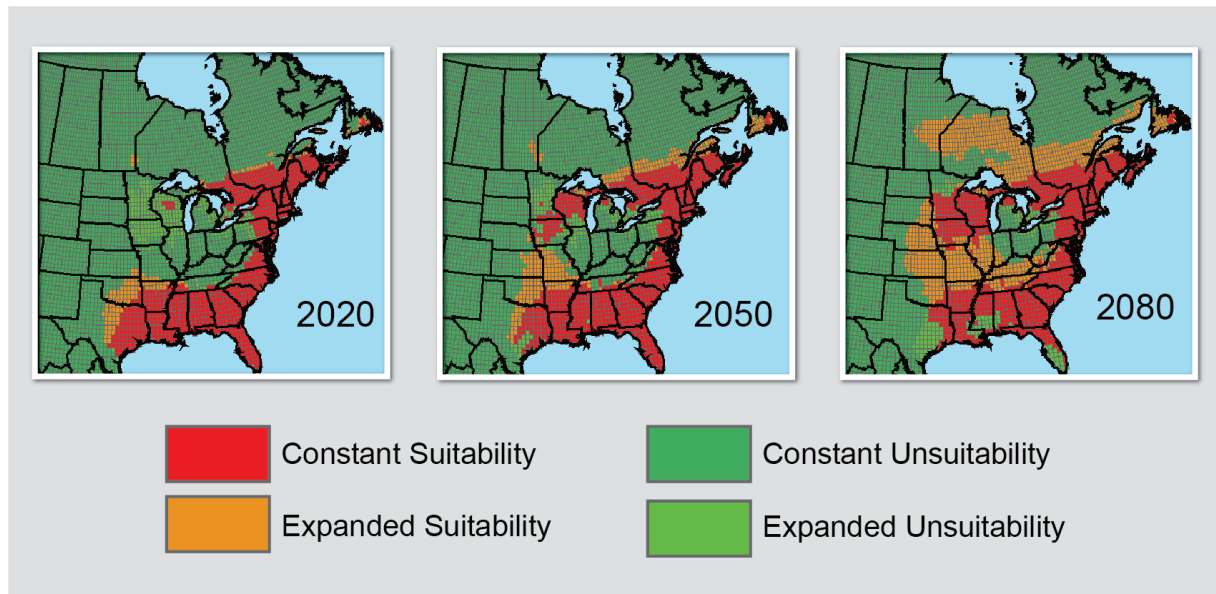 2020
2050
2080
Constant Suitability
Constant Unsuitability
Expanded Suitability
Expanded Unsuitability